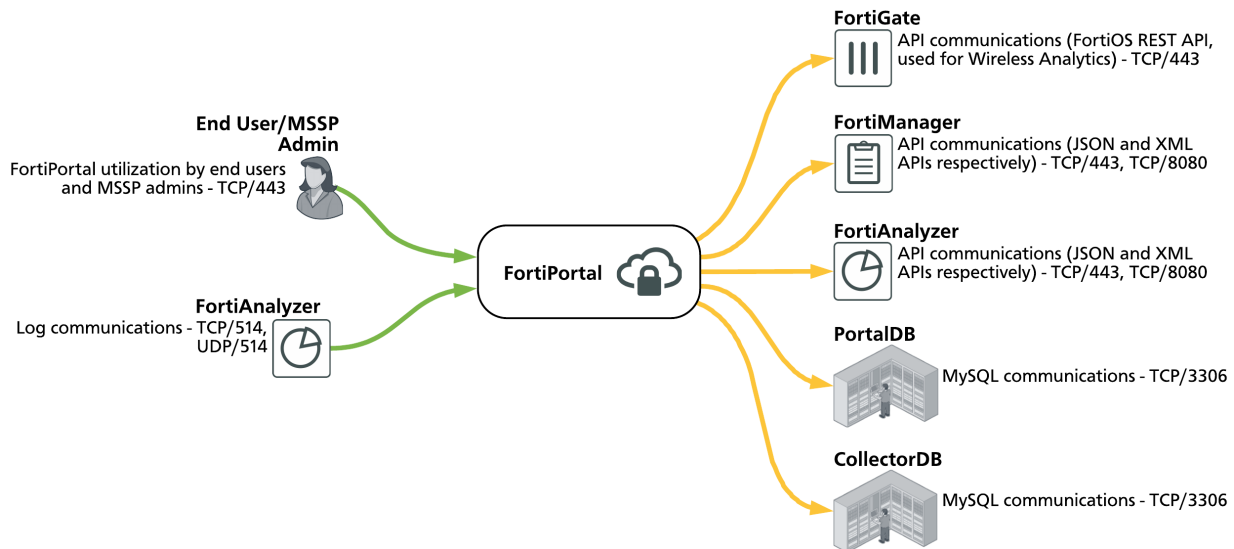 End User/MSSP
Admin
FortiPortal utilization by end users
and MSSP admins - TCP/443
FortiAnalyzer
Log communications - TCP/514,
UDP/514
FortiPortal
FortiGate
API communications (FortiOS REST API,
used for Wireless Analytics) - TCP/443
FortiManager
API communications (JSON and XML
APIs respectively) - TCP/443, TCP/8080
FortiAnalyzer
API communications (JSON and XML
APIs respectively) - TCP/443, TCP/8080
PortalDB
MySQL communications - TCP/3306
CollectorDB
MySQL communications - TCP/3306